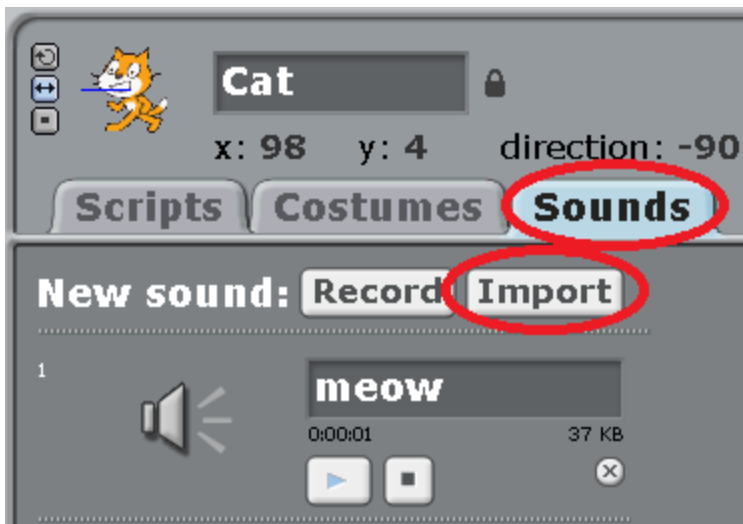 Cat
x: 98 y: 4 direction: -90
Scripts Costumes Sounds
New sound: Record Import
1
meow
0:00:01 37 KB